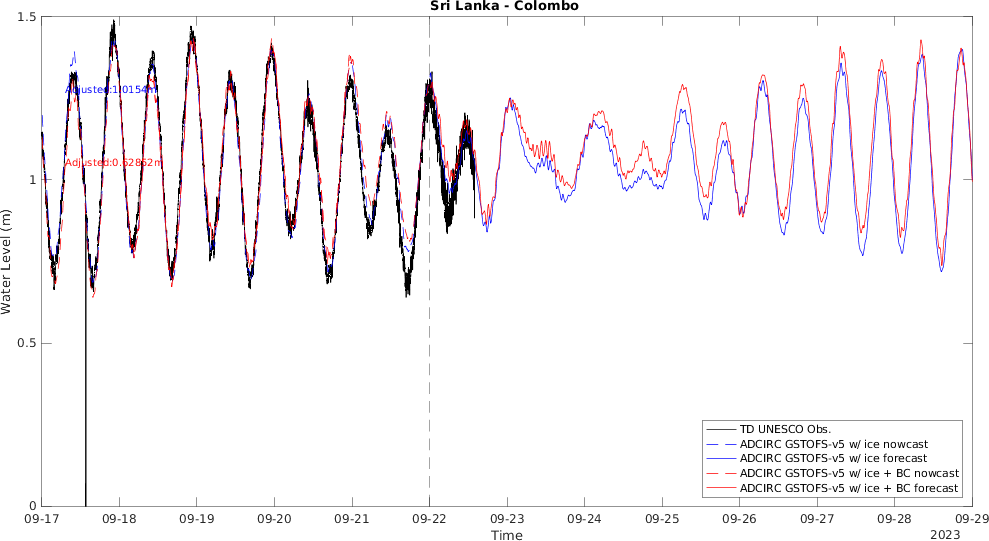 Sri Lanka - Colombo
1.5
Adjusted:1.0154m
Adjusted:0.62862m
1
Water Level (m)
0.5
TD UNESCO Obs.
ADCIRC GSTOFS-v5 w/ ice nowcast
ADCIRC GSTOFS-v5 w/ ice forecast
ADCIRC GSTOFS-v5 w/ ice + BC nowcast
ADCIRC GSTOFS-v5 w/ ice + BC forecast
0
09-17 09-18 09-19 09-20 09-21 09-22 09-23 09-24 09-25 09-26 09-27 09-28 09-29
Time
2023